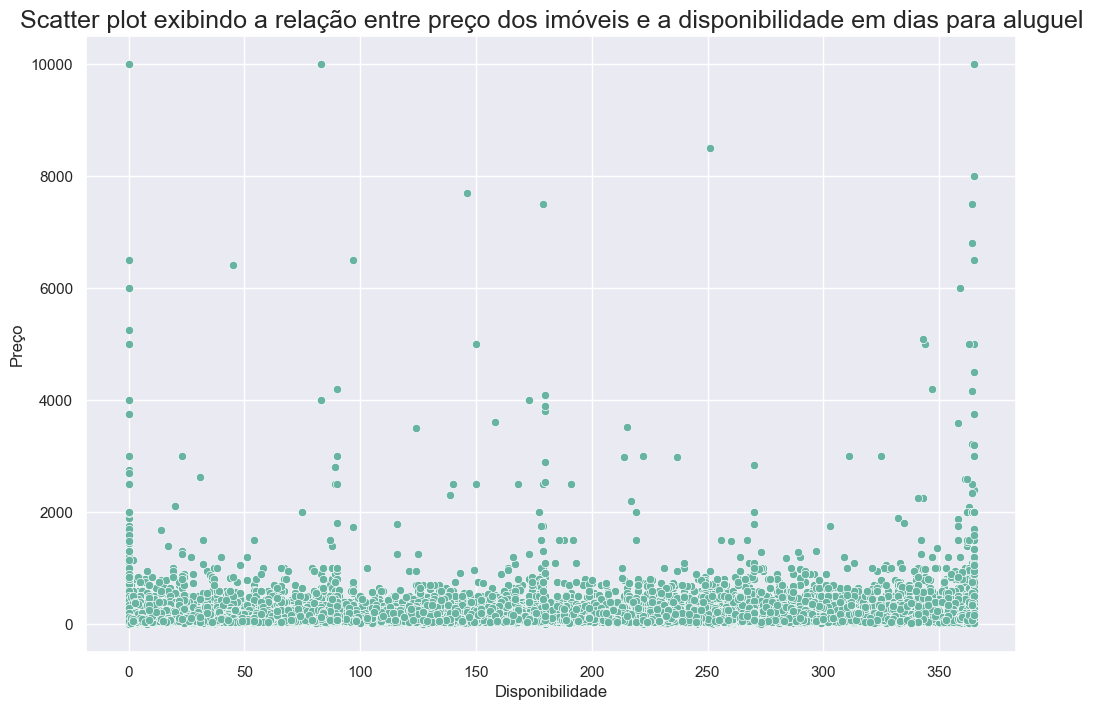 Scatter plot exibindo a relação entre preço dos imóveis e a disponibilidade em dias para aluguel
10000
8000
6000
4000
2000
0
Preço
0 50 100 150 200 250 300 350
Disponibilidade